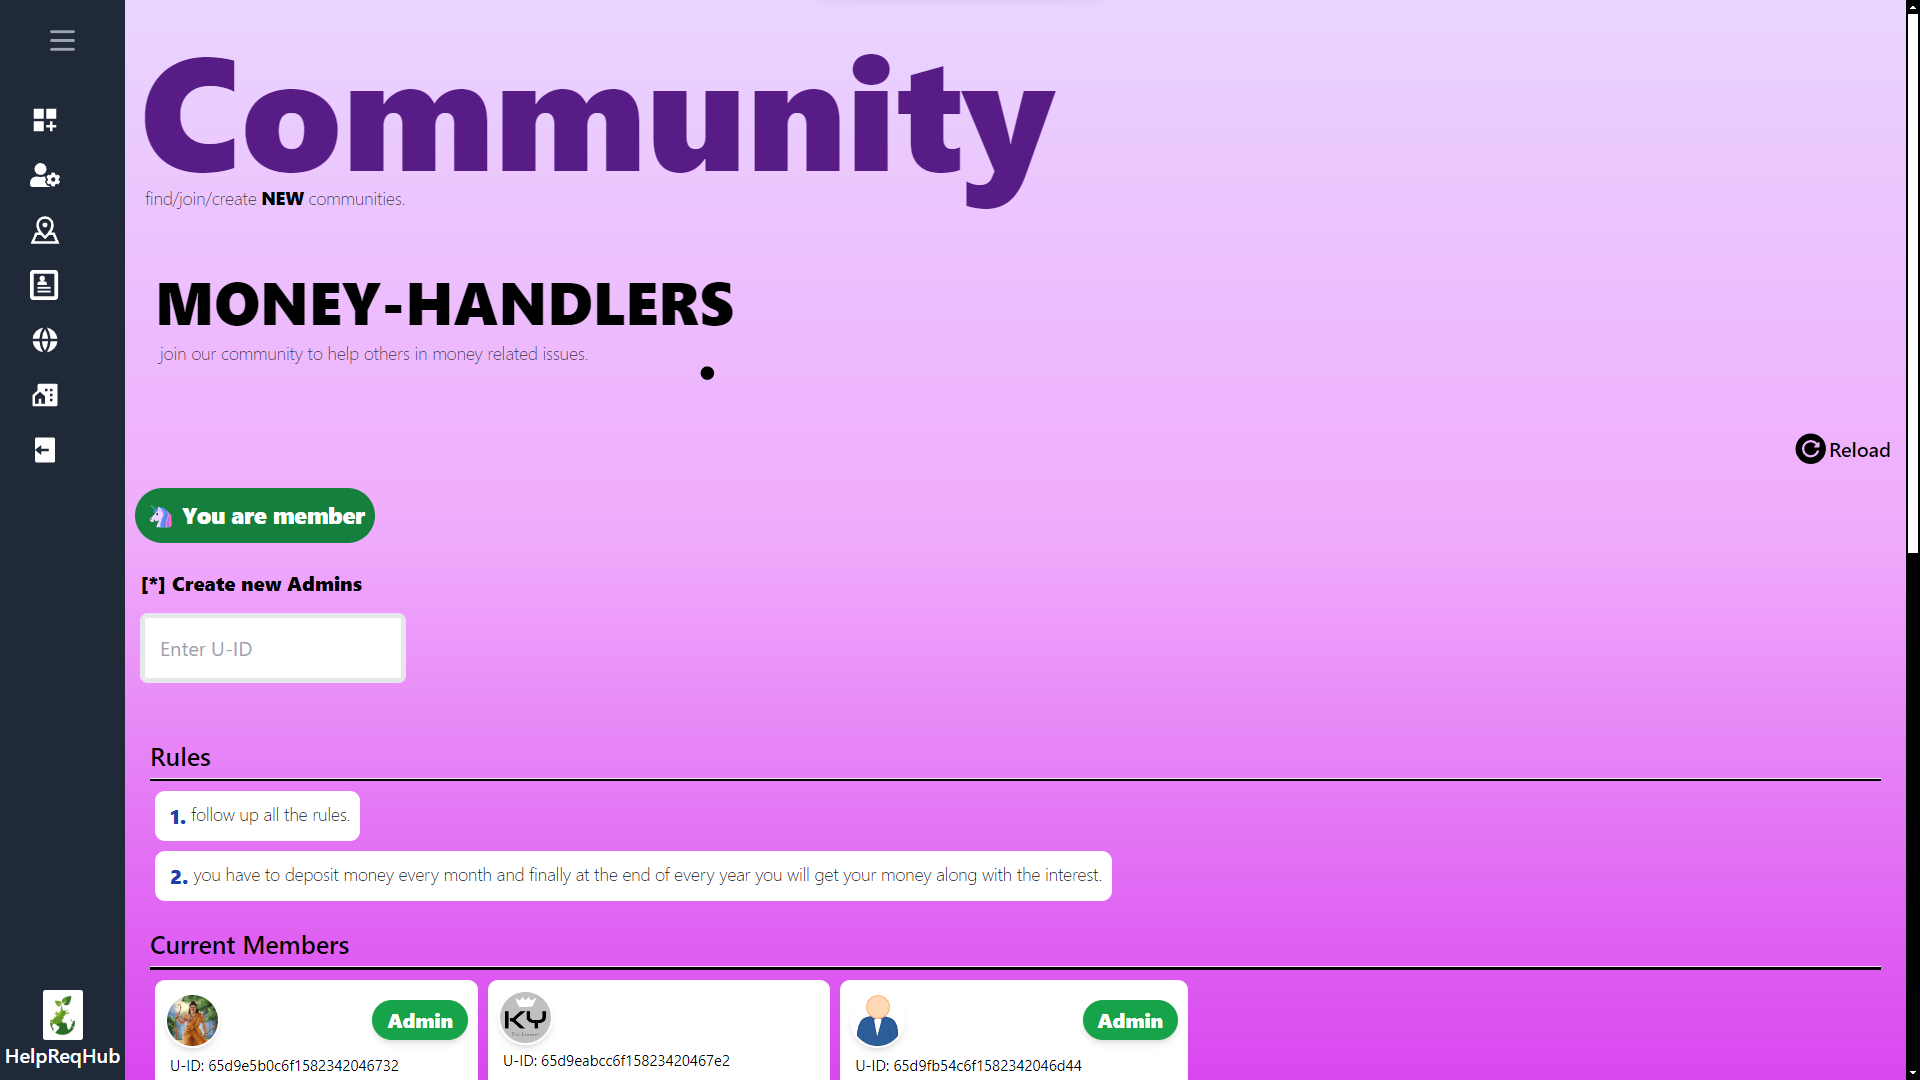 Community
find/join/create NEW communities.
MONEY-HANDLERS
join our community to help others in money related issues.
Reload
🦄 You are member
[*] Create new Admins
Enter U-ID
Rules
1. follow up all the rules.
2. you have to deposit money every month and finally at the end of every year you will get your money along with the interest.
Current Members
Admin
U-ID: 65d9e5b0c6f1582342046732
KY
U-ID: 65d9eabcc6f15823420467e2
Admin
U-ID: 65d9fb54c6f1582342046d44
HelpReqHub